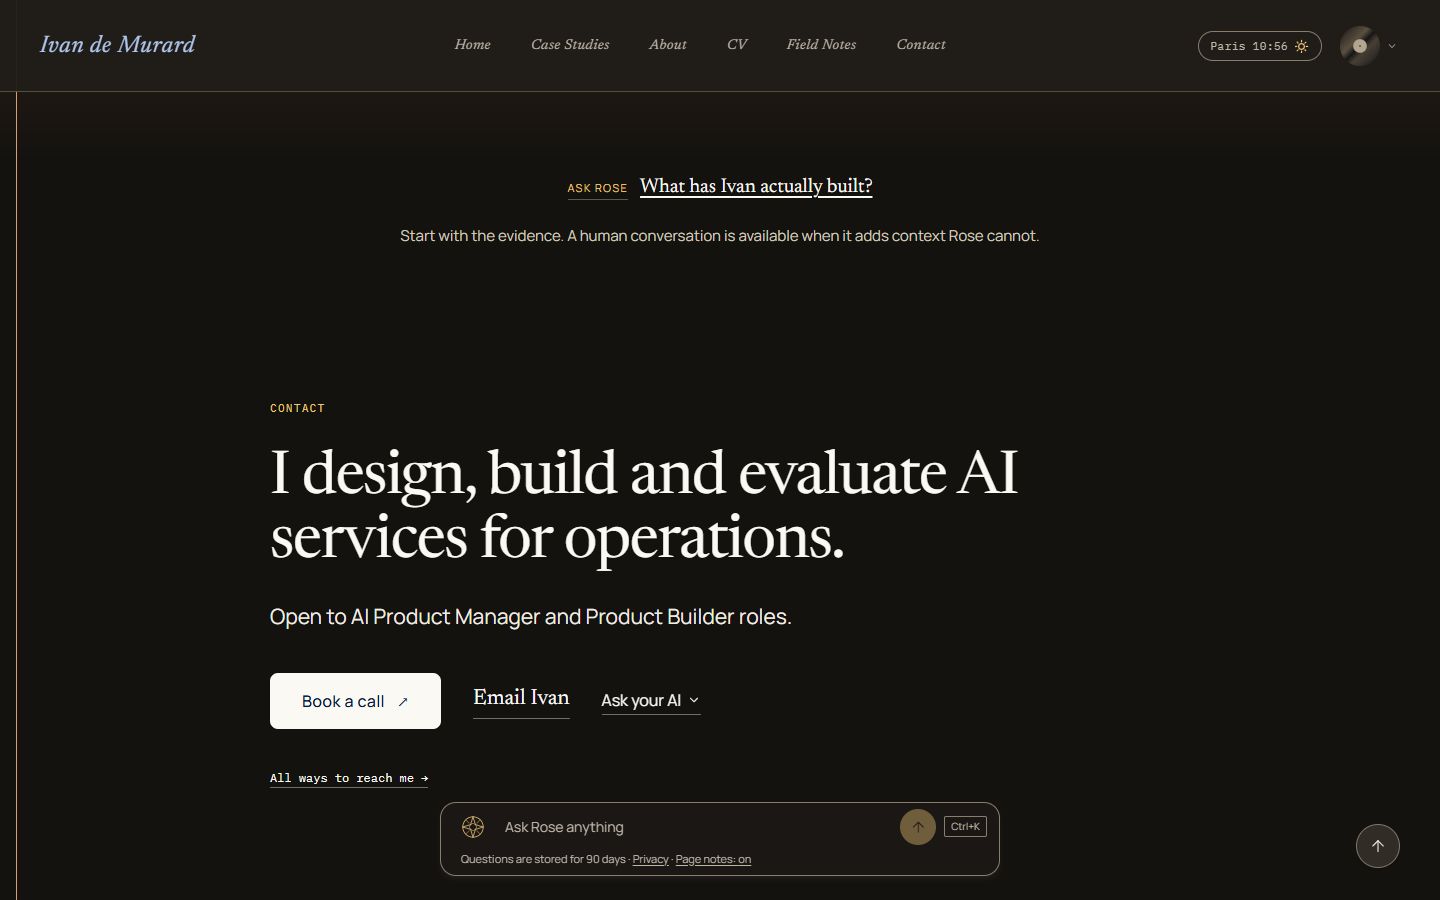 Ivan de Murard
Home
Case Studies
About
CV
Field Notes
Contact
Paris 10:56
ASK ROSE What has Ivan actually built?
Start with the evidence. A human conversation is available when it adds context Rose cannot.
CONTACT
I design, build and evaluate AI
services for operations.
Open to AI Product Manager and Product Builder roles.
Book a call ↗
Email Ivan
Ask your AI
All ways to reach me →
Ask Rose anything
Ctrl+K
Questions are stored for 90 days · Privacy · Page notes: on